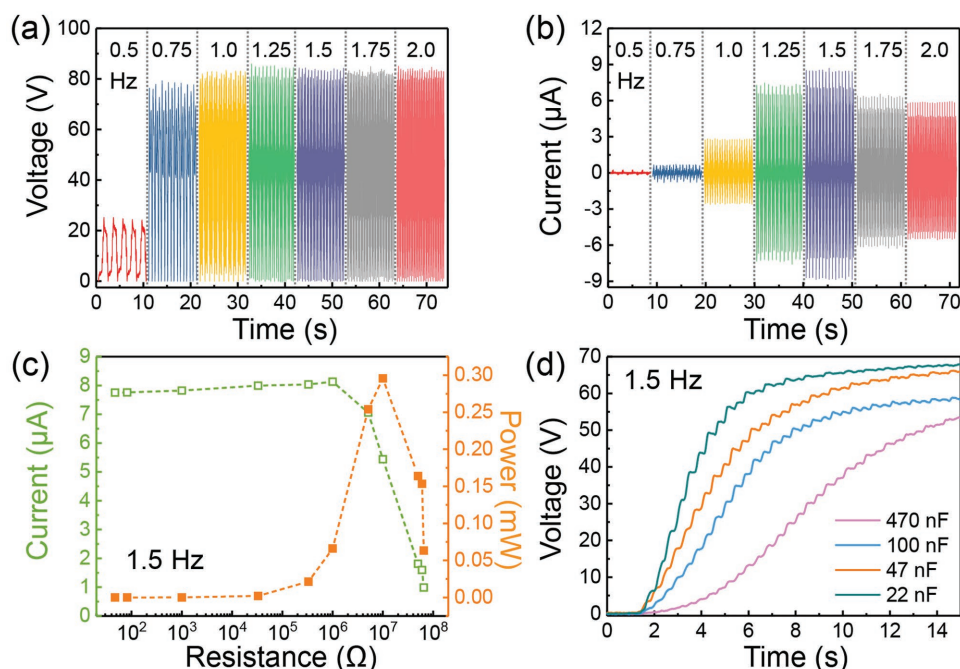 (a)
Voltage (V)
100
80
60
40
20
0
0.5 0.75 1.0 1.25 1.5 1.75 2.0
Hz
0 10 20 30 40 50 60 70
Time (s)
(b)
Current (μA)
12
9
6
3
0
-3
-6
-9
0.5 0.75 1.0 1.25 1.5 1.75 2.0
Hz
0 10 20 30 40 50 60 70
Time (s)
(c)
Current (μA)
9
8
7
6
5
4
3
2
1
0
1.5 Hz
0.30
0.25
0.20
0.15
0.10
0.05
0.00
Power (mW)
10² 10³ 10⁴ 10⁵ 10⁶ 10⁷ 10⁸
Resistance (Ω)
(d)
Voltage (V)
70
60
50
40
30
20
10
0
1.5 Hz
470 nF
100 nF
47 nF
22 nF
0 2 4 6 8 10 12 14
Time (s)